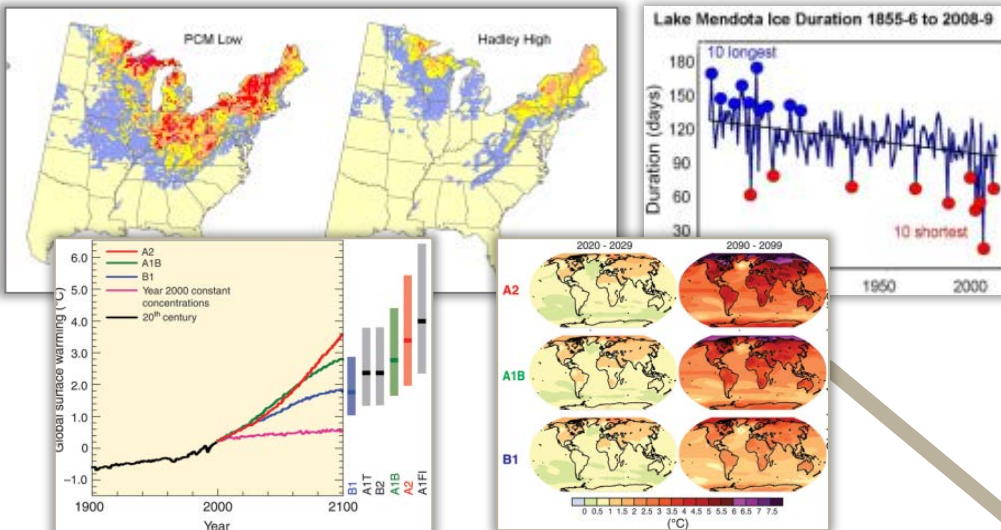 PCM Low
Hadley High
Lake Mendota Ice Duration 1855-6 to 2008-9
10 longest
180
150
120
90
60
30
Duration (days)
10 shortest
1950
2000
A2
A1B
B1
Year 2000 constant
concentrations
20th century
6.0
5.0
4.0
3.0
2.0
1.0
0
–1.0
Global surface warming (°C)
1900
2000
2100
Year
B1
A1T
B2
A1B
A2
A1FI
2020 - 2029
2090 - 2099
A2
A1B
B1
0 0.5 1 1.5 2 2.5 3 3.5 4 4.5 5 5.5 6 6.5 7 7.5
(°C)